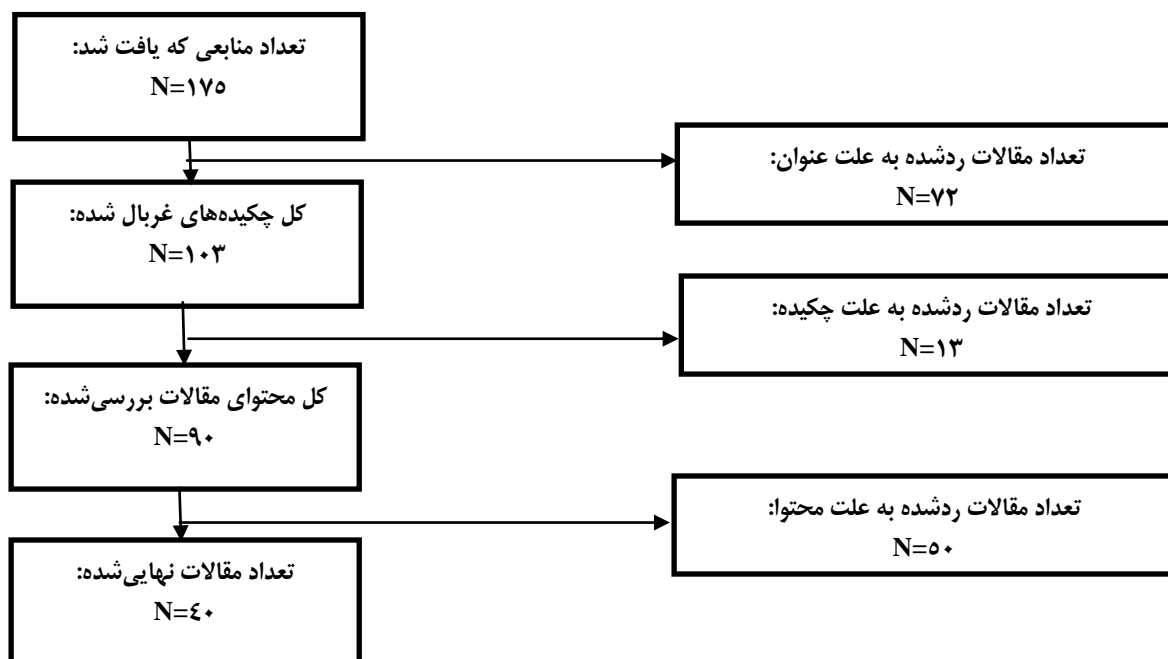 تعداد منابعی که یافت شد:
N=۱۷۵
تعداد مقالات ردشده به علت عنوان:
N=۷۲
کل چکیده‌های غربال شده:
N=۱۰۳
تعداد مقالات ردشده به علت چکیده:
N=۱۳
کل محتوای مقالات بررسی‌شده:
N=۹۰
تعداد مقالات ردشده به علت محتوا:
N=٥٠
تعداد مقالات نهایی‌شده:
N=٤٠